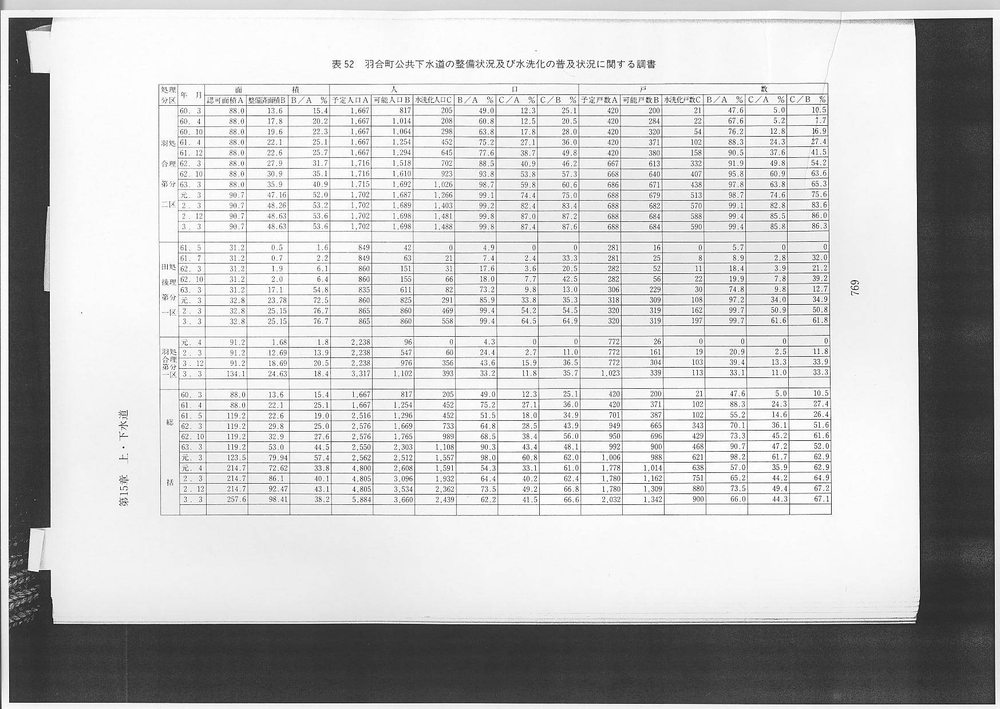 表52 羽合町公共下水道の整備状況及び水洗化の普及状況に関する調書
処理分区 年 月 面 積 人 口 戸 数
認可面積A 整備済面積B B/A % 予定人口A 可能人口B 水洗化人口C B/A % C/A % C/B % 予定戸数A 可能戸数B 水洗化戸数C B/A % C/A % C/B %
羽合第二処理分区
60. 3 88.0 13.6 15.4 1,667 817 205 49.0 12.3 25.1 420 200 21 47.6 5.0 10.5
60. 4 88.0 17.8 20.2 1,667 1,014 208 60.8 12.5 20.5 420 284 22 67.6 5.2 7.7
60. 10 88.0 19.6 22.3 1,667 1,064 298 63.8 17.8 28.0 420 320 54 76.2 12.8 16.9
61. 4 88.0 22.1 25.1 1,667 1,254 452 75.2 27.1 36.0 420 371 102 88.3 24.3 27.4
61. 12 88.0 22.6 25.7 1,667 1,294 645 77.6 38.7 49.8 420 380 158 90.5 37.6 41.5
62. 3 88.0 27.9 31.7 1,716 1,518 702 88.5 40.9 46.2 667 613 332 91.9 49.8 54.2
62. 10 88.0 30.9 35.1 1,716 1,610 923 93.8 53.8 57.3 668 640 407 95.8 60.9 63.6
63. 3 88.0 35.9 40.9 1,715 1,692 1,026 98.7 59.8 60.6 686 671 438 97.8 63.8 65.3
元. 3 90.7 47.16 52.0 1,702 1,687 1,266 99.1 74.4 75.0 688 679 513 98.7 74.6 75.6
2. 3 90.7 48.26 53.2 1,702 1,689 1,403 99.2 82.4 83.4 688 682 570 99.1 82.8 83.6
2. 12 90.7 48.63 53.6 1,702 1,698 1,481 99.8 87.0 87.2 688 684 588 99.4 85.5 86.0
3. 3 90.7 48.63 53.6 1,702 1,698 1,488 99.8 87.4 87.6 688 684 590 99.4 85.8 86.3
田後第一処理分区
61. 5 31.2 0.5 1.6 849 42 0 4.9 0 0 281 16 0 5.7 0 0
61. 7 31.2 0.7 2.2 849 63 21 7.4 2.4 33.3 281 25 8 8.9 2.8 32.0
62. 3 31.2 1.9 6.1 860 151 31 17.6 3.6 20.5 282 52 11 18.4 3.9 21.2
62. 10 31.2 2.0 6.4 860 155 66 18.0 7.7 42.5 282 56 22 19.9 7.8 39.2
63. 3 31.2 17.1 54.8 835 611 82 73.2 9.8 13.0 306 229 30 74.8 9.8 12.7
元. 3 32.8 23.78 72.5 860 825 291 85.9 33.8 35.3 318 309 108 97.2 34.0 34.9
2. 3 32.8 25.15 76.7 865 860 469 99.4 54.2 54.5 320 319 162 99.7 50.9 50.8
3. 3 32.8 25.15 76.7 865 860 558 99.4 64.5 64.9 320 319 197 99.7 61.6 61.8
羽合第一処理分区
元. 4 91.2 1.68 1.8 2,238 96 0 4.3 0 0 772 26 0 0 0 0
2. 3 91.2 12.69 13.9 2,238 547 60 24.4 2.7 11.0 772 161 19 20.9 2.5 11.8
3. 12 91.2 18.69 20.5 2,238 976 356 43.6 15.9 36.5 772 304 103 39.4 13.3 33.9
3. 3 134.1 24.63 18.4 3,317 1,102 393 33.2 11.8 35.7 1,023 339 113 33.1 11.0 33.3
総括
60. 3 88.0 13.6 15.4 1,667 817 205 49.0 12.3 25.1 420 200 21 47.6 5.0 10.5
61. 4 88.0 22.1 25.1 1,667 1,254 452 75.2 27.1 36.0 420 371 102 88.3 24.3 27.4
61. 5 119.2 22.6 19.0 2,516 1,296 452 51.5 18.0 34.9 701 387 102 55.2 14.6 26.4
62. 3 119.2 29.8 25.0 2,576 1,669 733 64.8 28.5 43.9 949 665 343 70.1 36.1 51.6
62. 10 119.2 32.9 27.6 2,576 1,765 989 68.5 38.4 56.0 950 696 429 73.3 45.2 61.6
63. 3 119.2 53.0 44.5 2,550 2,303 1,108 90.3 43.4 48.1 992 900 468 90.7 47.2 52.0
元. 3 123.5 79.94 57.4 2,562 2,512 1,557 98.0 60.8 62.0 1,006 988 621 98.2 61.7 62.9
元. 4 214.7 72.62 33.8 4,800 2,608 1,591 54.3 33.1 61.0 1,778 1,014 638 57.0 35.9 62.9
2. 3 214.7 86.1 40.1 4,805 3,096 1,932 64.4 40.2 62.4 1,780 1,162 751 65.2 44.2 64.9
2. 12 214.7 92.47 43.1 4,805 3,534 2,362 73.5 49.2 66.8 1,780 1,309 880 73.5 49.4 67.2
3. 3 257.6 98.41 38.2 5,884 3,660 2,439 62.2 41.5 66.6 2,032 1,342 900 66.0 44.3 67.1
第15章 上・下水道
769